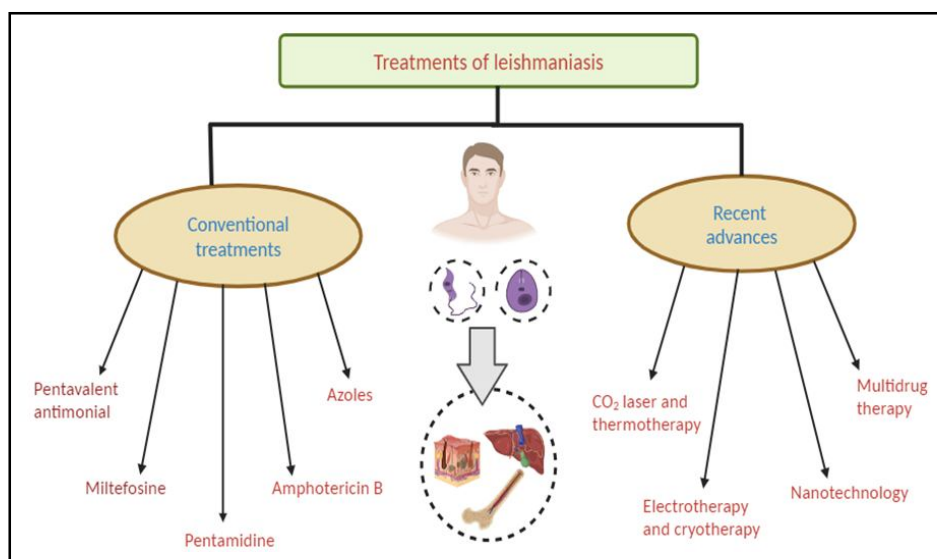 Treatments of leishmaniasis
Conventional
treatments
Recent
advances
Pentavalent
antimonial
Miltefosine
Pentamidine
Amphotericin B
Azoles
CO₂ laser and
thermotherapy
Electrotherapy
and cryotherapy
Nanotechnology
Multidrug
therapy